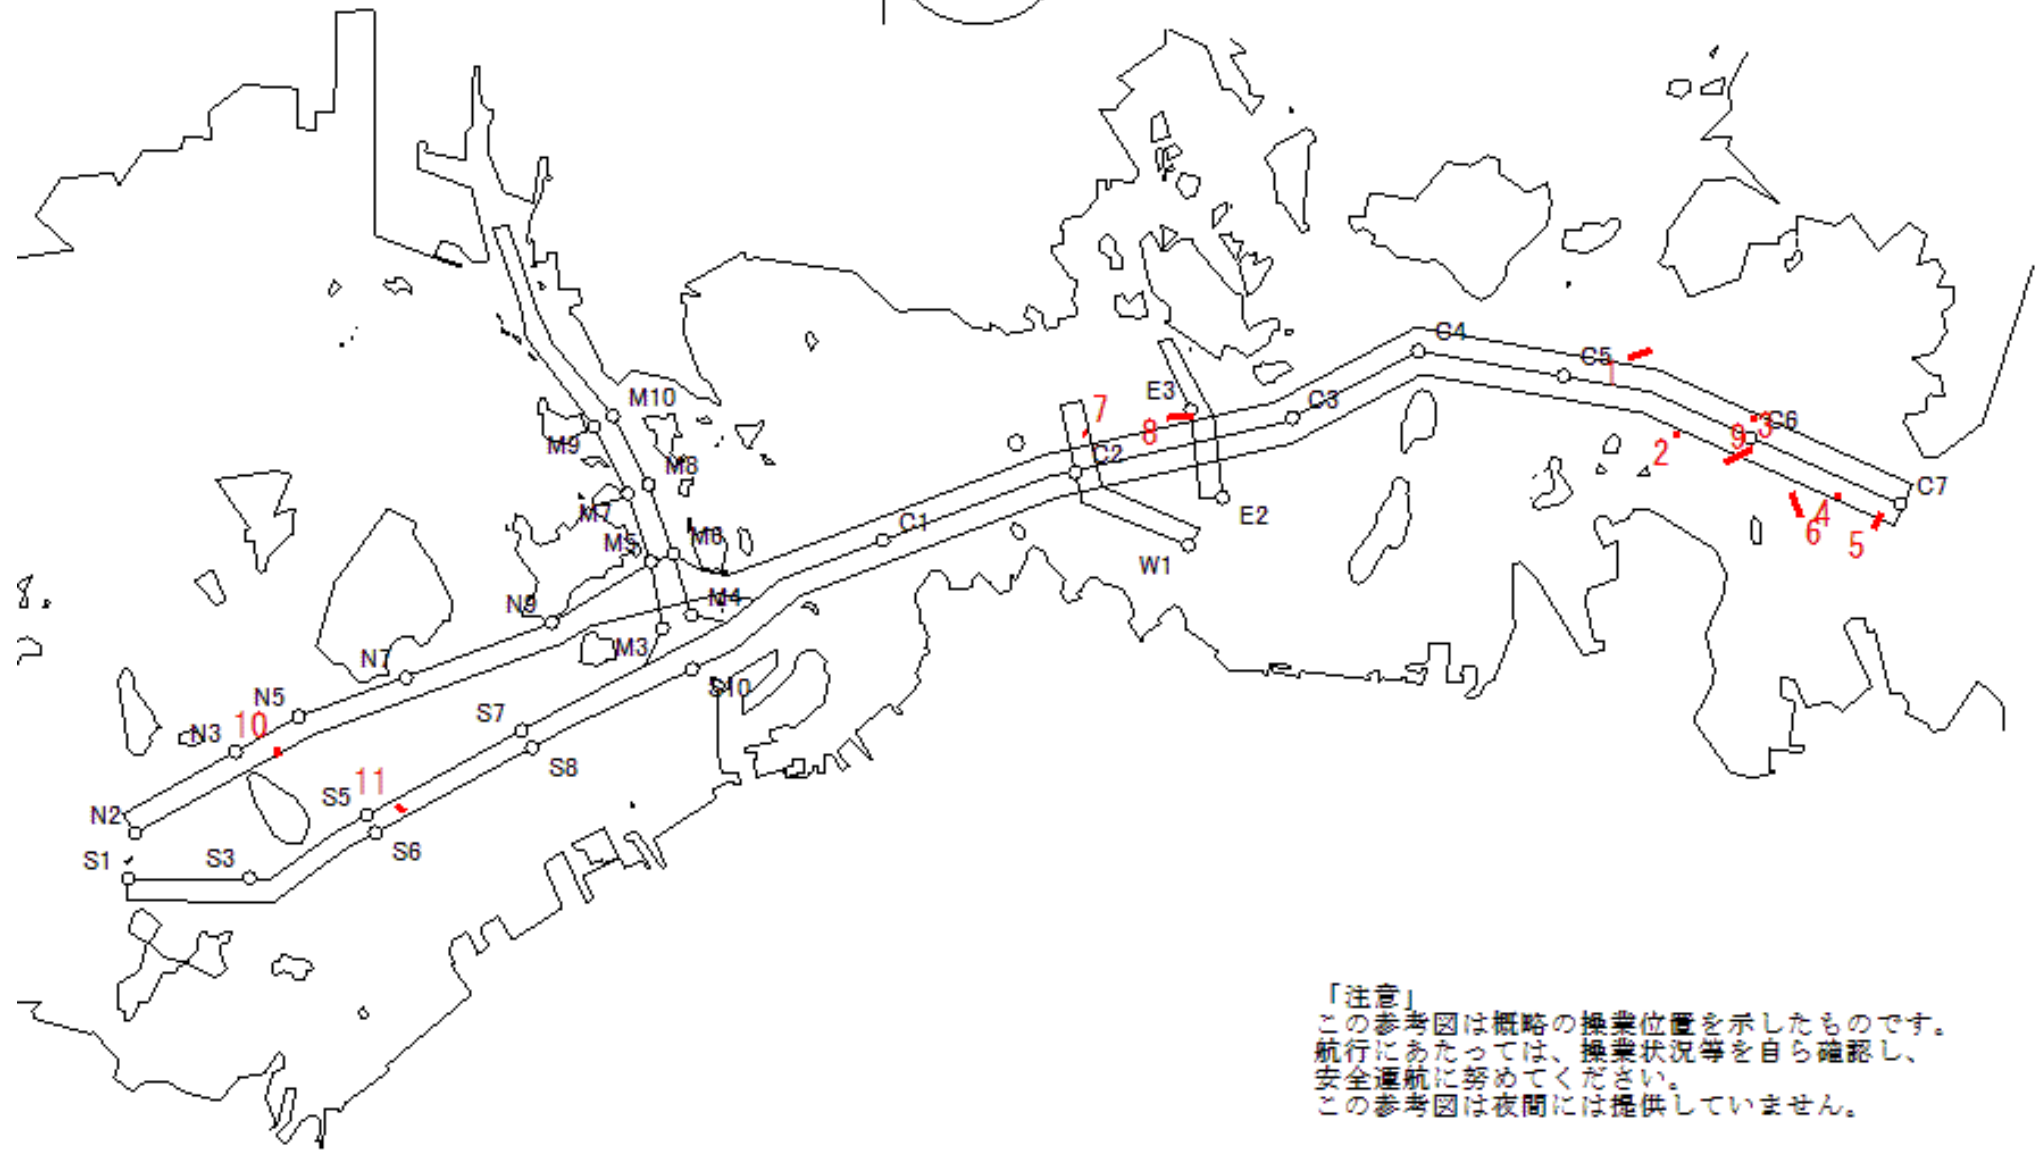 C4
C5
1
M10
E3
7
C3
C6
3
8
M9
9
2
C2
M8
C7
M7
E2
4
C1
6
M6
M5
5
W1
N9
M4
M3
N7
S10
N5
S7
10
N3
S8
11
S5
N2
S6
S3
S1
「注意」
この参考図は概略の操業位置を示したものです。
航行にあたっては、操業状況等を自ら確認し、
安全運航に努めてください。
この参考図は夜間には提供していません。